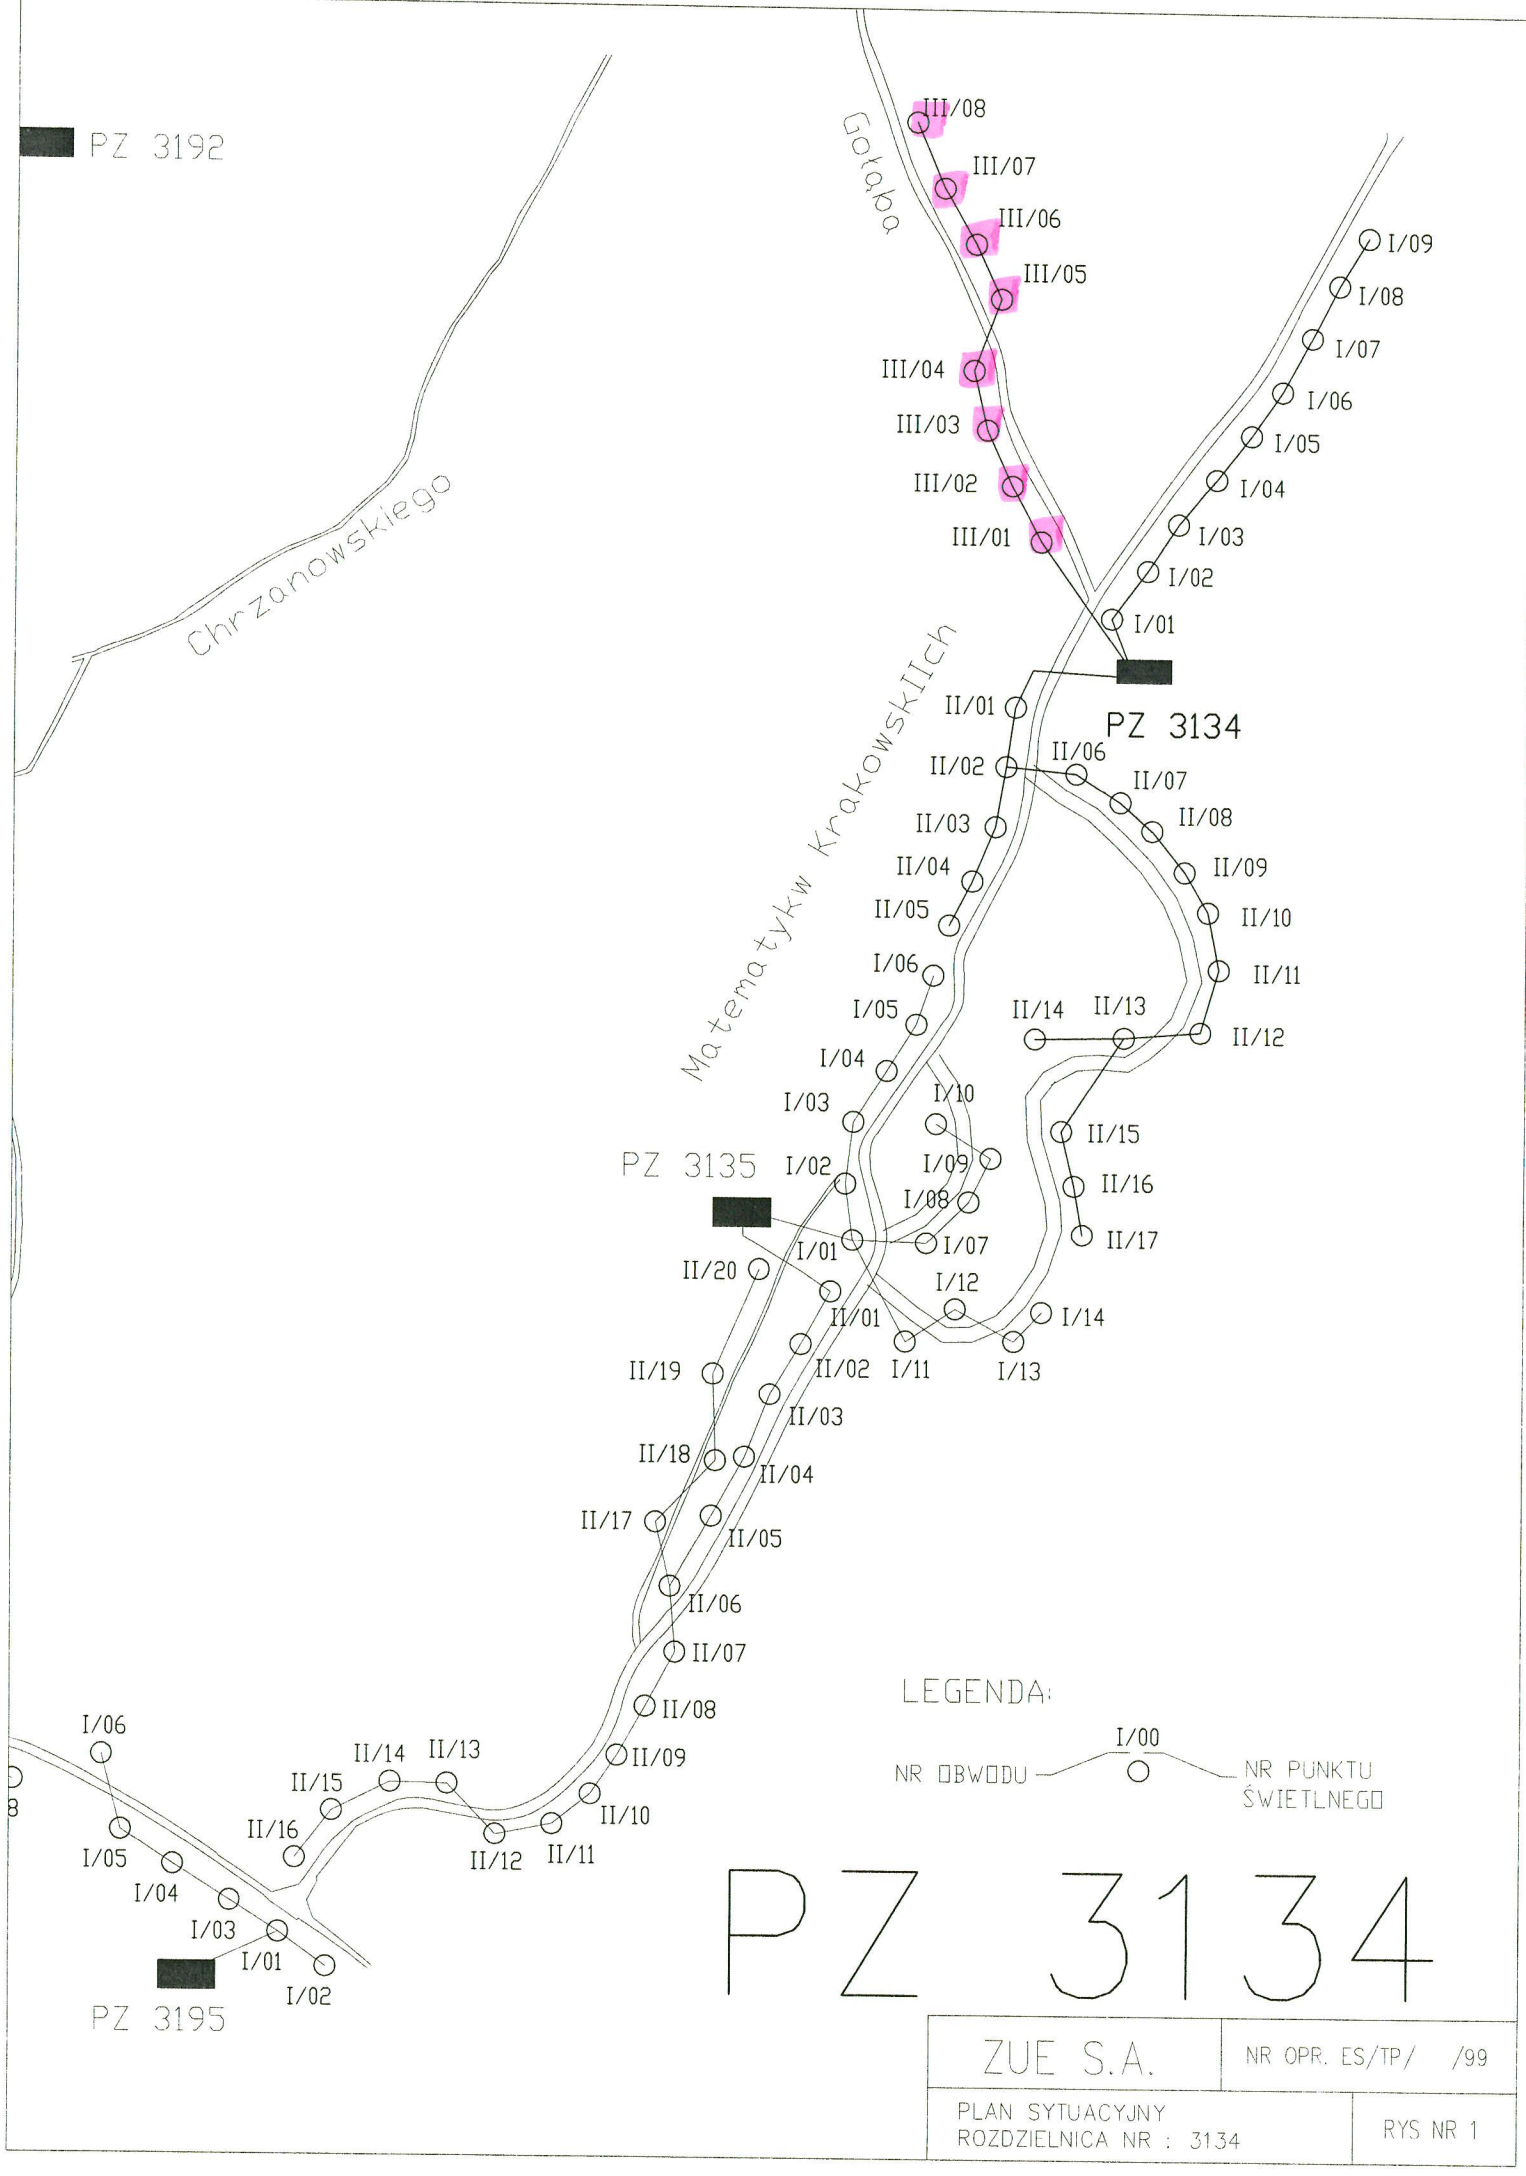 III/08
PZ 3192
Gołąba
III/07
III/06
I/09
III/05
I/08
I/07
III/04
I/06
III/03
I/05
III/02
I/04
Chrzanowskiego
III/01
I/03
I/02
I/01
Matematykw KrakowskIIch
II/01
PZ 3134
II/06
II/02
II/07
II/03
II/08
II/04
II/09
II/05
II/10
I/06
II/11
I/05
II/14
II/13
II/12
I/04
I/03
I/10
II/15
PZ 3135
I/02
I/09
II/16
I/08
I/01
I/07
II/17
II/20
I/12
II/01
I/14
II/19
II/02
I/11
I/13
II/03
II/18
II/04
II/17
II/05
II/06
II/07
LEGENDA:
II/08
I/06
I/00
II/14
II/13
II/09
NR OBWODU
NR PUNKTU
ŚWIETLNEGO
8
II/15
II/10
II/16
I/05
II/12
II/11
I/04
I/03
I/01
I/02
PZ 3195
PZ 3134
ZUE S.A.
NR OPR. ES/TP/ /99
PLAN SYTUACYJNY
ROZDZIELNICA NR : 3134
RYS NR 1